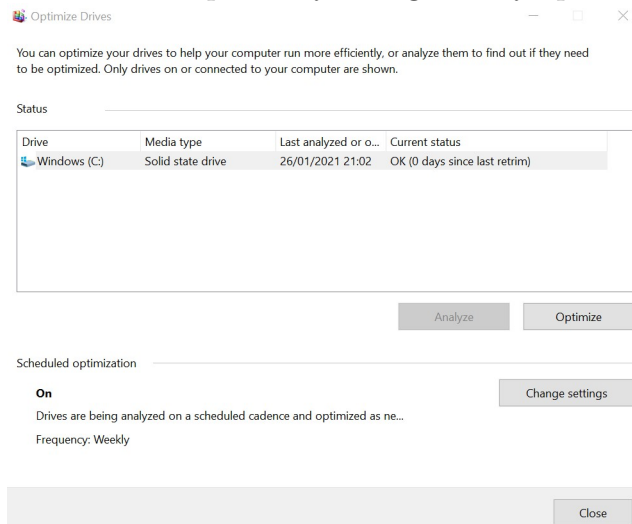 Optimize Drives
You can optimize your drives to help your computer run more efficiently, or analyze them to find out if they need
to be optimized. Only drives on or connected to your computer are shown.
Status
Drive Media type Last analyzed or o... Current status
Windows (C:) Solid state drive 26/01/2021 21:02 OK (0 days since last retrim)
Analyze Optimize
Scheduled optimization
On Change settings
Drives are being analyzed on a scheduled cadence and optimized as ne...
Frequency: Weekly
Close